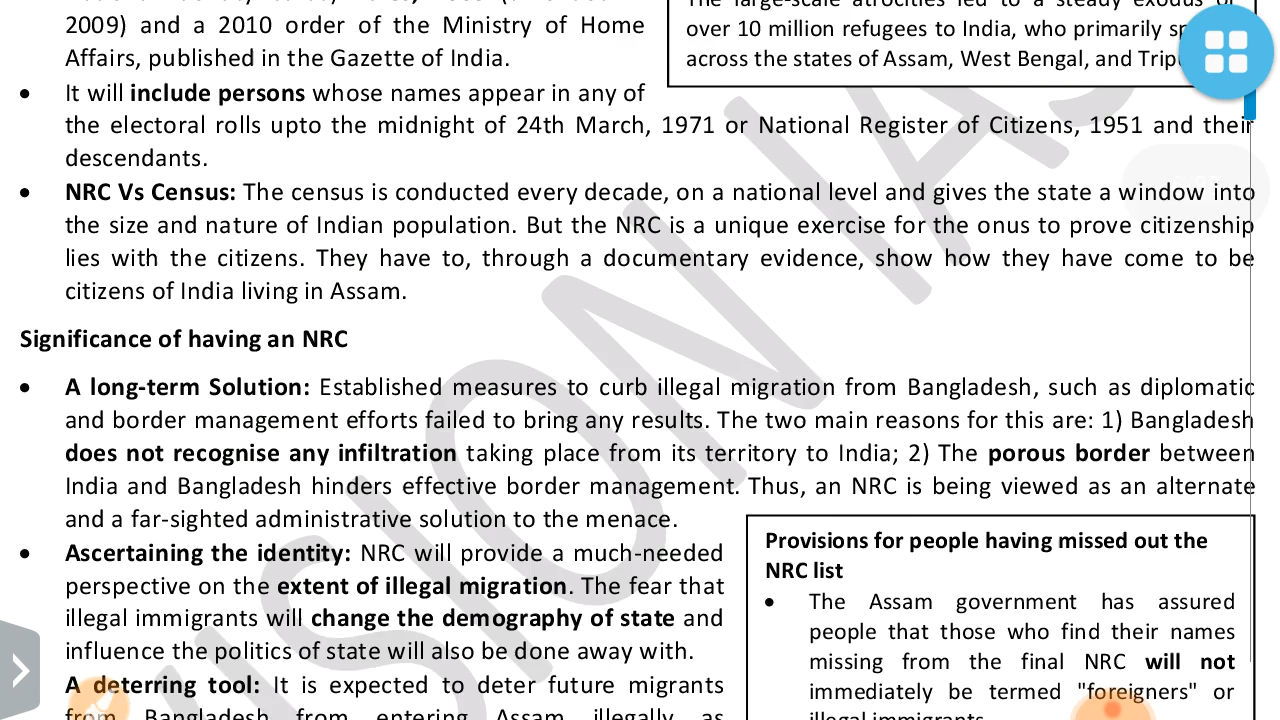 2009) and a 2010 order of the Ministry of Home
Affairs, published in the Gazette of India.
over 10 million refugees to India, who primarily
across the states of Assam, West Bengal, and
• It will include persons whose names appear in any of
the electoral rolls upto the midnight of 24th March, 1971 or National Register of Citizens, 1951 and their
descendants.
• NRC Vs Census: The census is conducted every decade, on a national level and gives the state a window into
the size and nature of Indian population. But the NRC is a unique exercise for the onus to prove citizenship
lies with the citizens. They have to, through a documentary evidence, show how they have come to be
citizens of India living in Assam.
Significance of having an NRC
• A long-term Solution: Established measures to curb illegal migration from Bangladesh, such as diplomatic
and border management efforts failed to bring any results. The two main reasons for this are: 1) Bangladesh
does not recognise any infiltration taking place from its territory to India; 2) The porous border between
India and Bangladesh hinders effective border management. Thus, an NRC is being viewed as an alternate
and a far-sighted administrative solution to the menace.
• Ascertaining the identity: NRC will provide a much-needed
perspective on the extent of illegal migration. The fear that
illegal immigrants will change the demography of state and
influence the politics of state will also be done away with.
A deterring tool: It is expected to deter future migrants
from Bangladesh from entering Assam illegally as
Provisions for people having missed out the
NRC list
• The Assam government has assured
people that those who find their names
missing from the final NRC will not
immediately be termed "foreigners" or
illegal immigrants
VISION IAS